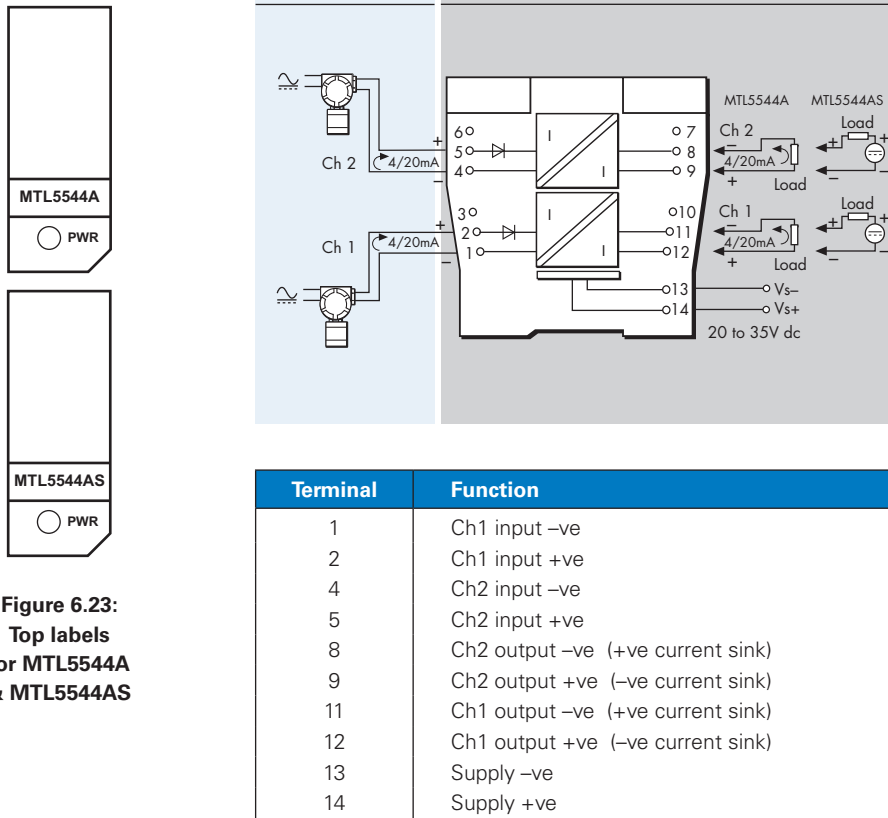 MTL5544A
PWR
MTL5544AS
PWR
Figure 6.23:
Top labels
MTL5544A
MTL5544AS
MTL5544A MTL5544AS
Ch 2
4/20mA
+
–
6
5
4
I
I
7
8
9
Ch 2
–
4/20mA
+
Load
Load
+
–
+
–
Ch 1
4/20mA
+
–
3
2
1
I
I
10
11
12
Ch 1
–
4/20mA
+
Load
Load
+
–
+
–
13 Vs–
14 Vs+
20 to 35V dc
Terminal Function
1 Ch1 input –ve
2 Ch1 input +ve
4 Ch2 input –ve
5 Ch2 input +ve
8 Ch2 output –ve (+ve current sink)
9 Ch2 output +ve (–ve current sink)
11 Ch1 output –ve (+ve current sink)
12 Ch1 output +ve (–ve current sink)
13 Supply –ve
14 Supply +ve